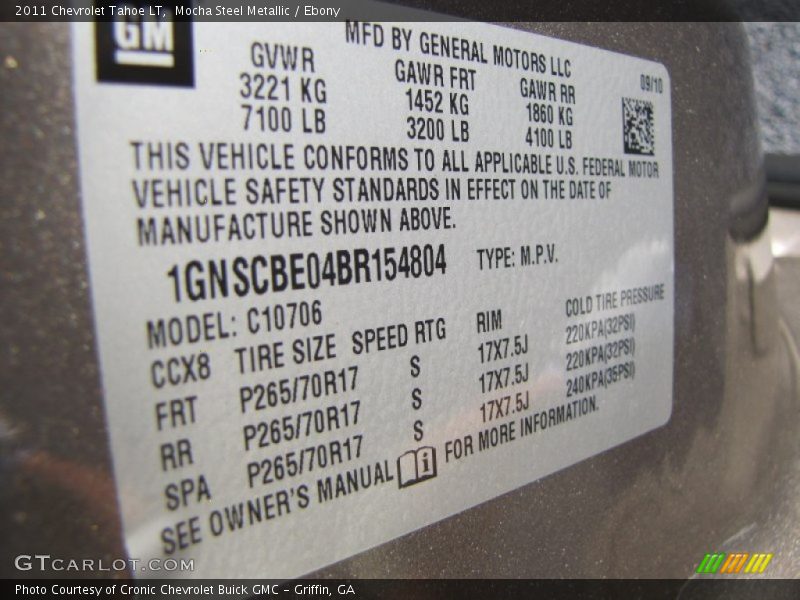 2011 Chevrolet Tahoe LT, Mocha Steel Metallic / Ebony
GM
MFD BY GENERAL MOTORS LLC
GVWR GAWR FRT GAWR RR 09/10
3221 KG 1452 KG 1860 KG
7100 LB 3200 LB 4100 LB
THIS VEHICLE CONFORMS TO ALL APPLICABLE U.S. FEDERAL MOTOR
VEHICLE SAFETY STANDARDS IN EFFECT ON THE DATE OF
MANUFACTURE SHOWN ABOVE.
1GNSCBE04BR154804 TYPE: M.P.V.
MODEL: C10706
CCX8 TIRE SIZE SPEED RTG RIM COLD TIRE PRESSURE
FRT P265/70R17 S 17X7.5J 220KPA(32PSI)
RR P265/70R17 S 17X7.5J 220KPA(32PSI)
SPA P265/70R17 S 17X7.5J 240KPA(35PSI)
SEE OWNER'S MANUAL i FOR MORE INFORMATION.
GTCARLOT.COM
Photo Courtesy of Cronic Chevrolet Buick GMC - Griffin, GA